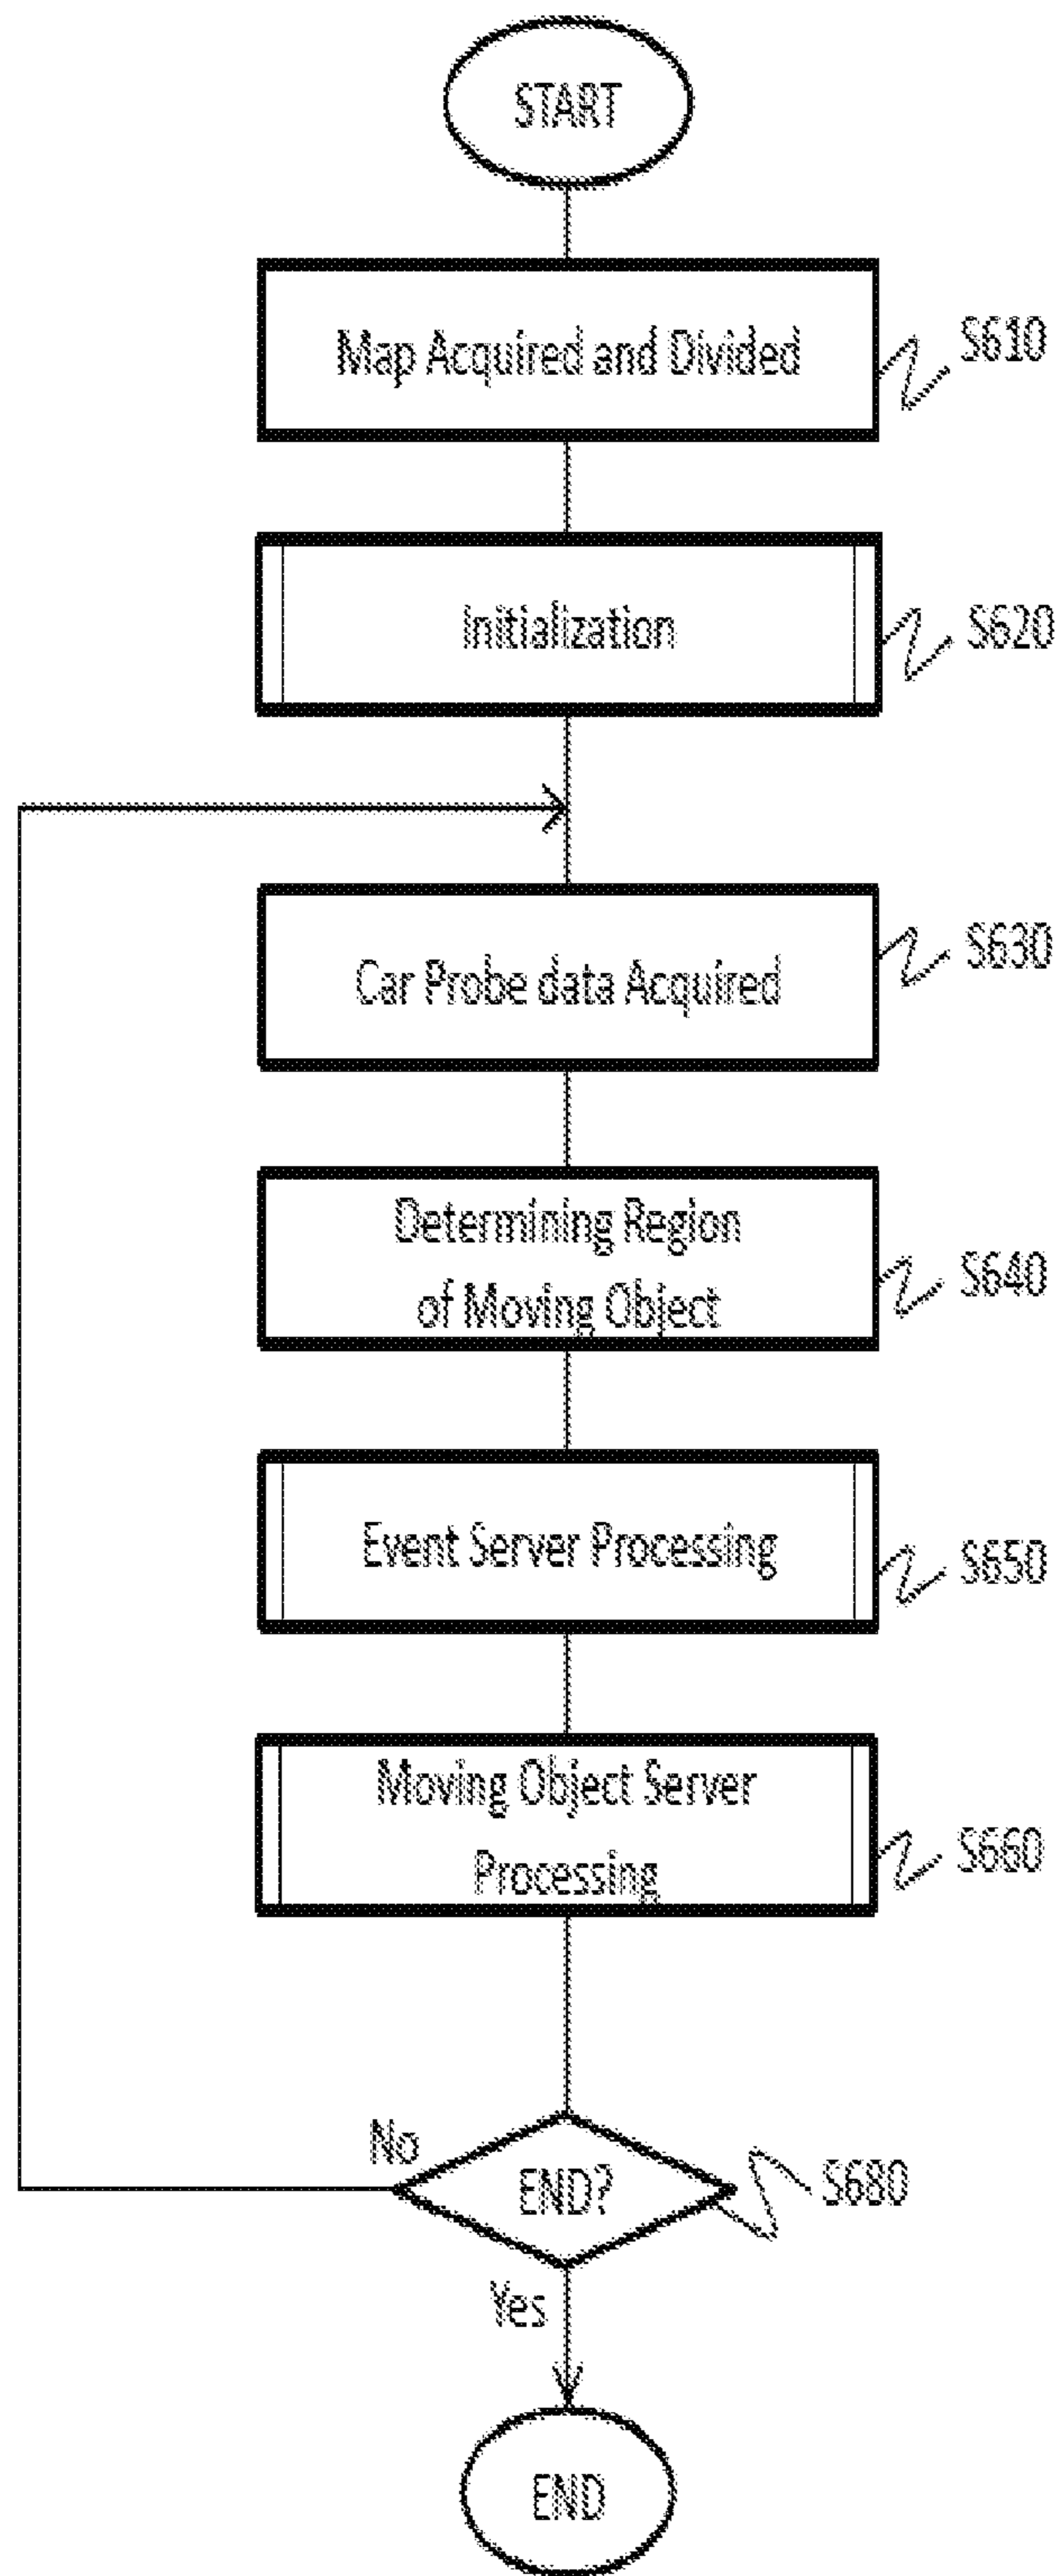 START
Map Acquired and Divided
S610
Initialization
S620
Car Probe data Acquired
S630
Determining Region
of Moving Object
S640
Event Server Processing
S650
Moving Object Server
Processing
S660
No
END?
S680
Yes
END